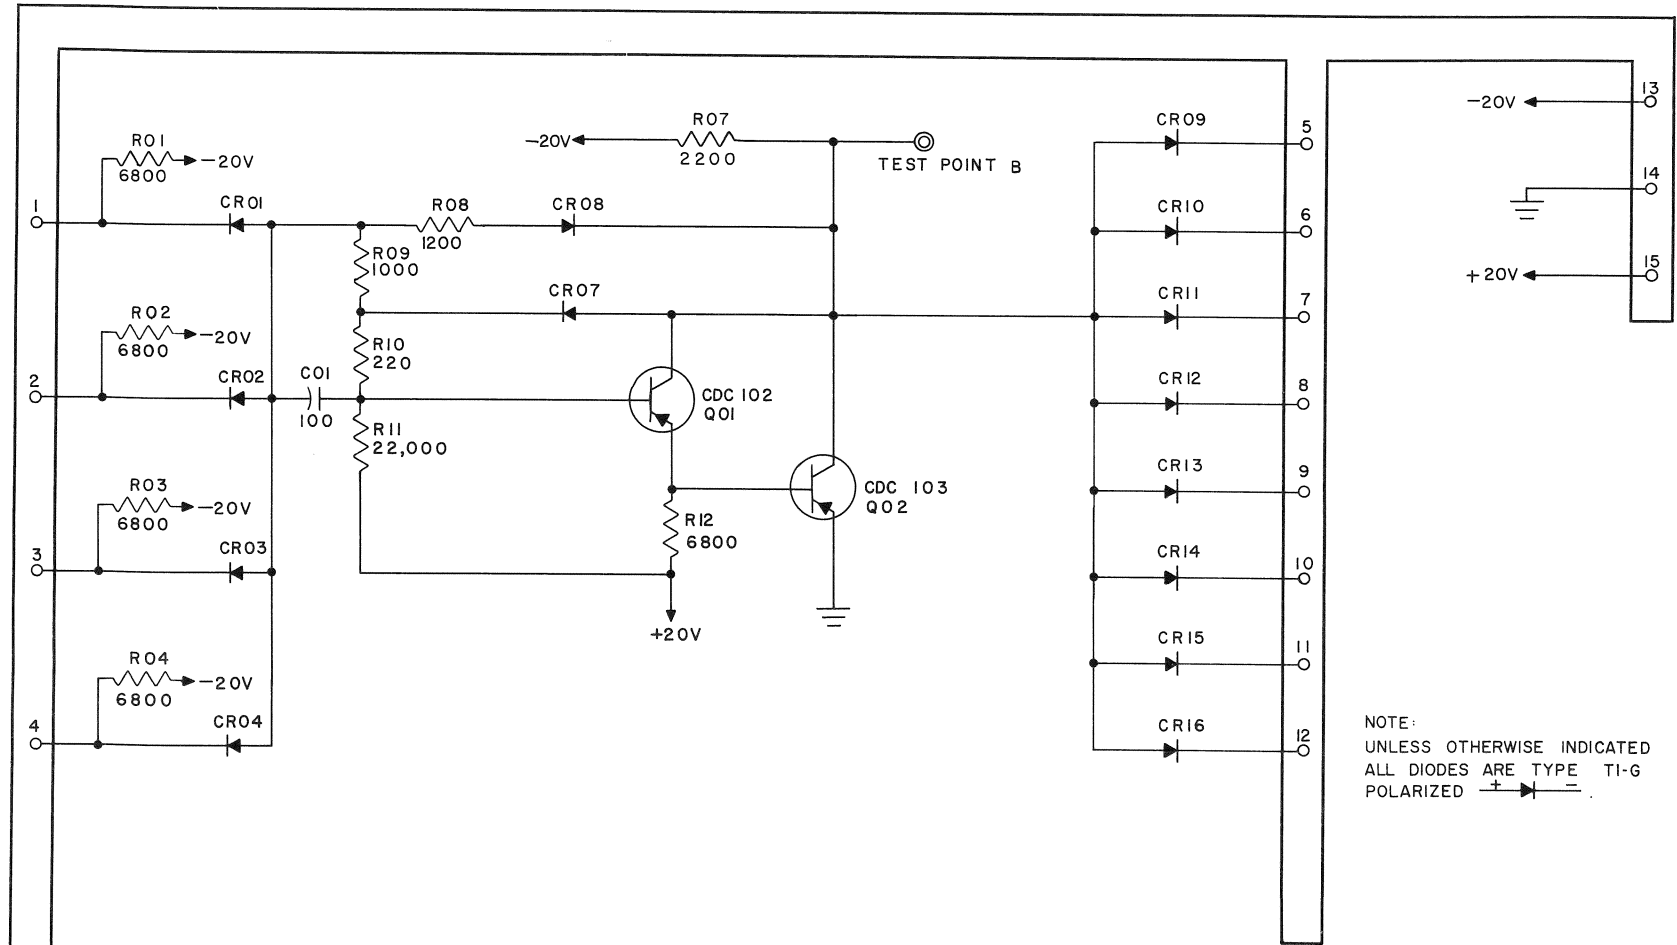 13
-20V
CR09
5
R07
-20V
2200
TEST POINT B
R01
-20V
6800
14
CR10
6
1
CR01
R08
CR08
1200
R09
1000
15
+20V
CR07
CR11
7
R02
-20V
6800
R10
220
2
CR02
C01
100
CDC 102
Q01
CR12
8
R11
22,000
R03
-20V
6800
CR13
9
CDC 103
Q02
R12
6800
3
CR03
CR14
10
+20V
R04
-20V
6800
CR15
11
4
CR04
CR16
12
NOTE:
UNLESS OTHERWISE INDICATED
ALL DIODES ARE TYPE TI-G
POLARIZED + - .